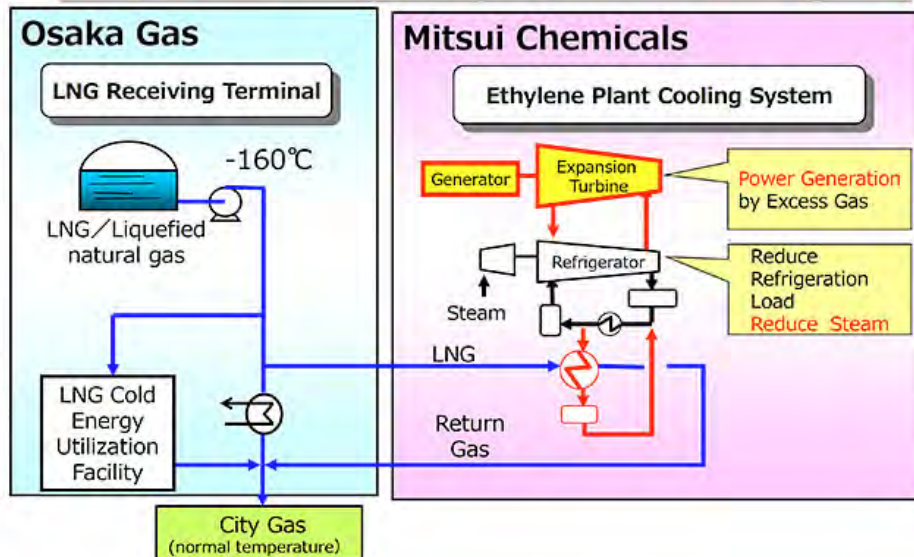 Osaka Gas
LNG Receiving Terminal
-160℃
LNG／Liquefied
natural gas
LNG Cold
Energy
Utilization
Facility
City Gas
(normal temperature)
LNG
Return
Gas
Mitsui Chemicals
Ethylene Plant Cooling System
Generator
Expansion
Turbine
Power Generation
by Excess Gas
Refrigerator
Steam
Reduce
Refrigeration
Load
Reduce Steam